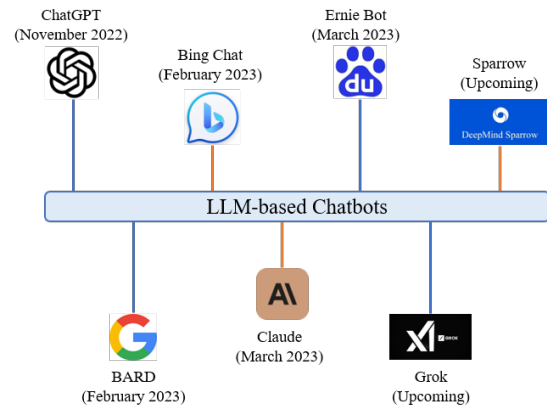 ChatGPT
(November 2022)
Bing Chat
(February 2023)
Ernie Bot
(March 2023)
du
Sparrow
(Upcoming)
DeepMind Sparrow
LLM-based Chatbots
BARD
(February 2023)
Claude
(March 2023)
GROK
Grok
(Upcoming)